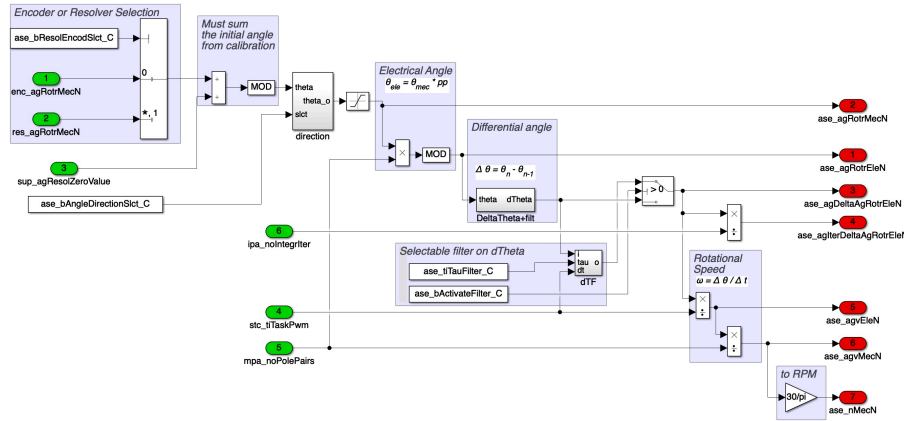 Encoder or Resolver Selection
ase_bResolEncodSlct_C
1
enc_agRotrMecN
2
res_agRotrMecN
0
*, 1
Must sum
the initial angle
from calibration
+
+
MOD
3
sup_agResolZeroValue
ase_bAngleDirectionSlct_C
theta
theta_o
slct
direction
Electrical Angle
θele = θmec * pp
×
MOD
Differential angle
Δ θ = θn - θn-1
theta dTheta
DeltaTheta+filt
> 0
2
ase_agRotrMecN
1
ase_agRotrEleN
3
ase_agDeltaAgRotrEleN
×
÷
4
ase_agIterDeltaAgRotrEleN
6
ipa_noIntegrIter
Selectable filter on dTheta
ase_tiTauFilter_C
ase_bActivateFilter_C
i
tau o
dt
dTF
Rotational
Speed
ω = Δ θ / Δ t
×
÷
×
÷
4
stc_tiTaskPwm
5
mpa_noPolePairs
5
ase_agvEleN
6
ase_agvMecN
to RPM
30/pi
7
ase_nMecN